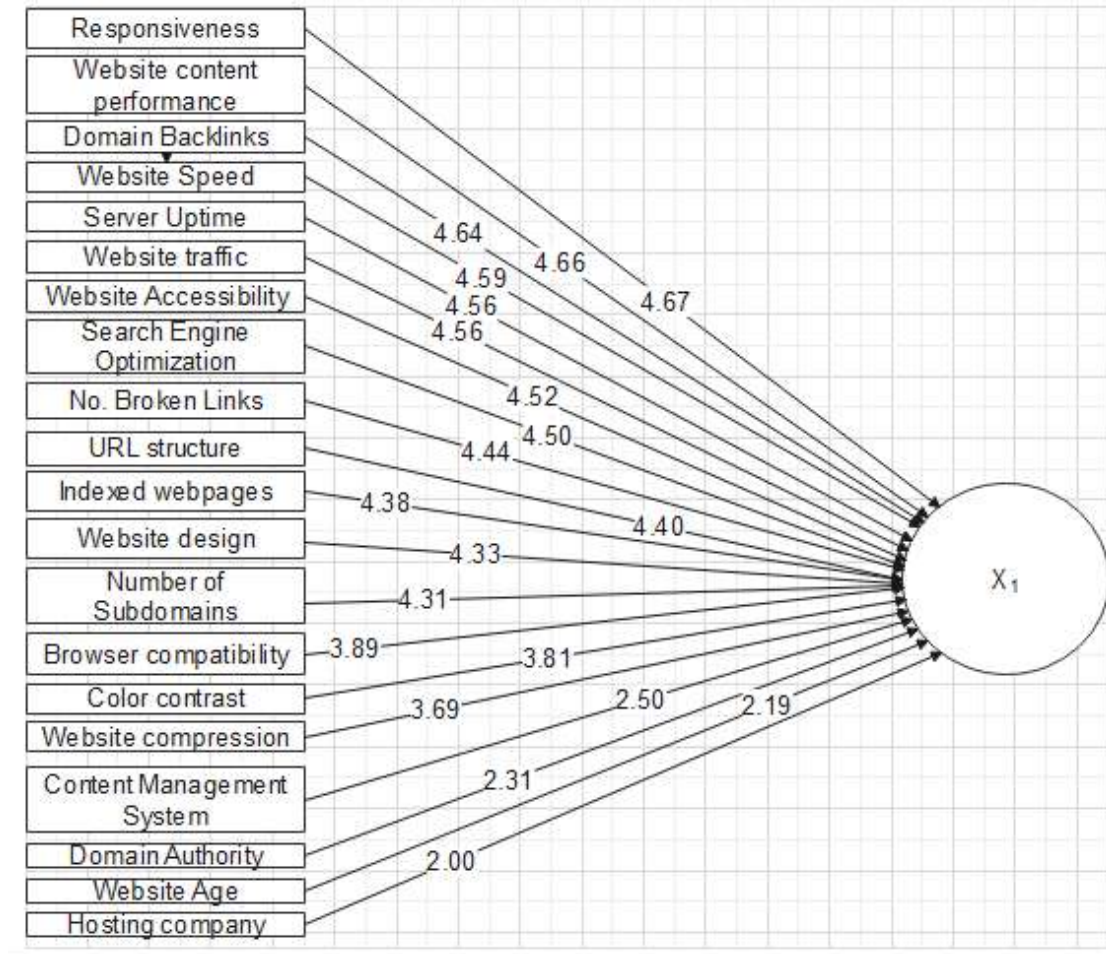 Responsiveness
Website content
performance
Domain Backlinks
Website Speed
Server Uptime
Website traffic
Website Accessibility
Search Engine
Optimization
No. Broken Links
URL structure
Indexed webpages
Website design
Number of
Subdomains
Browser compatibility
Color contrast
Website compression
Content Management
System
Domain Authority
Website Age
Hosting company
4.64
4.66
4.59
4.67
4.56
4.56
4.52
4.50
4.44
4.38
4.40
4.33
4.31
3.89
3.81
3.69
2.50
2.19
2.31
2.00
X₁